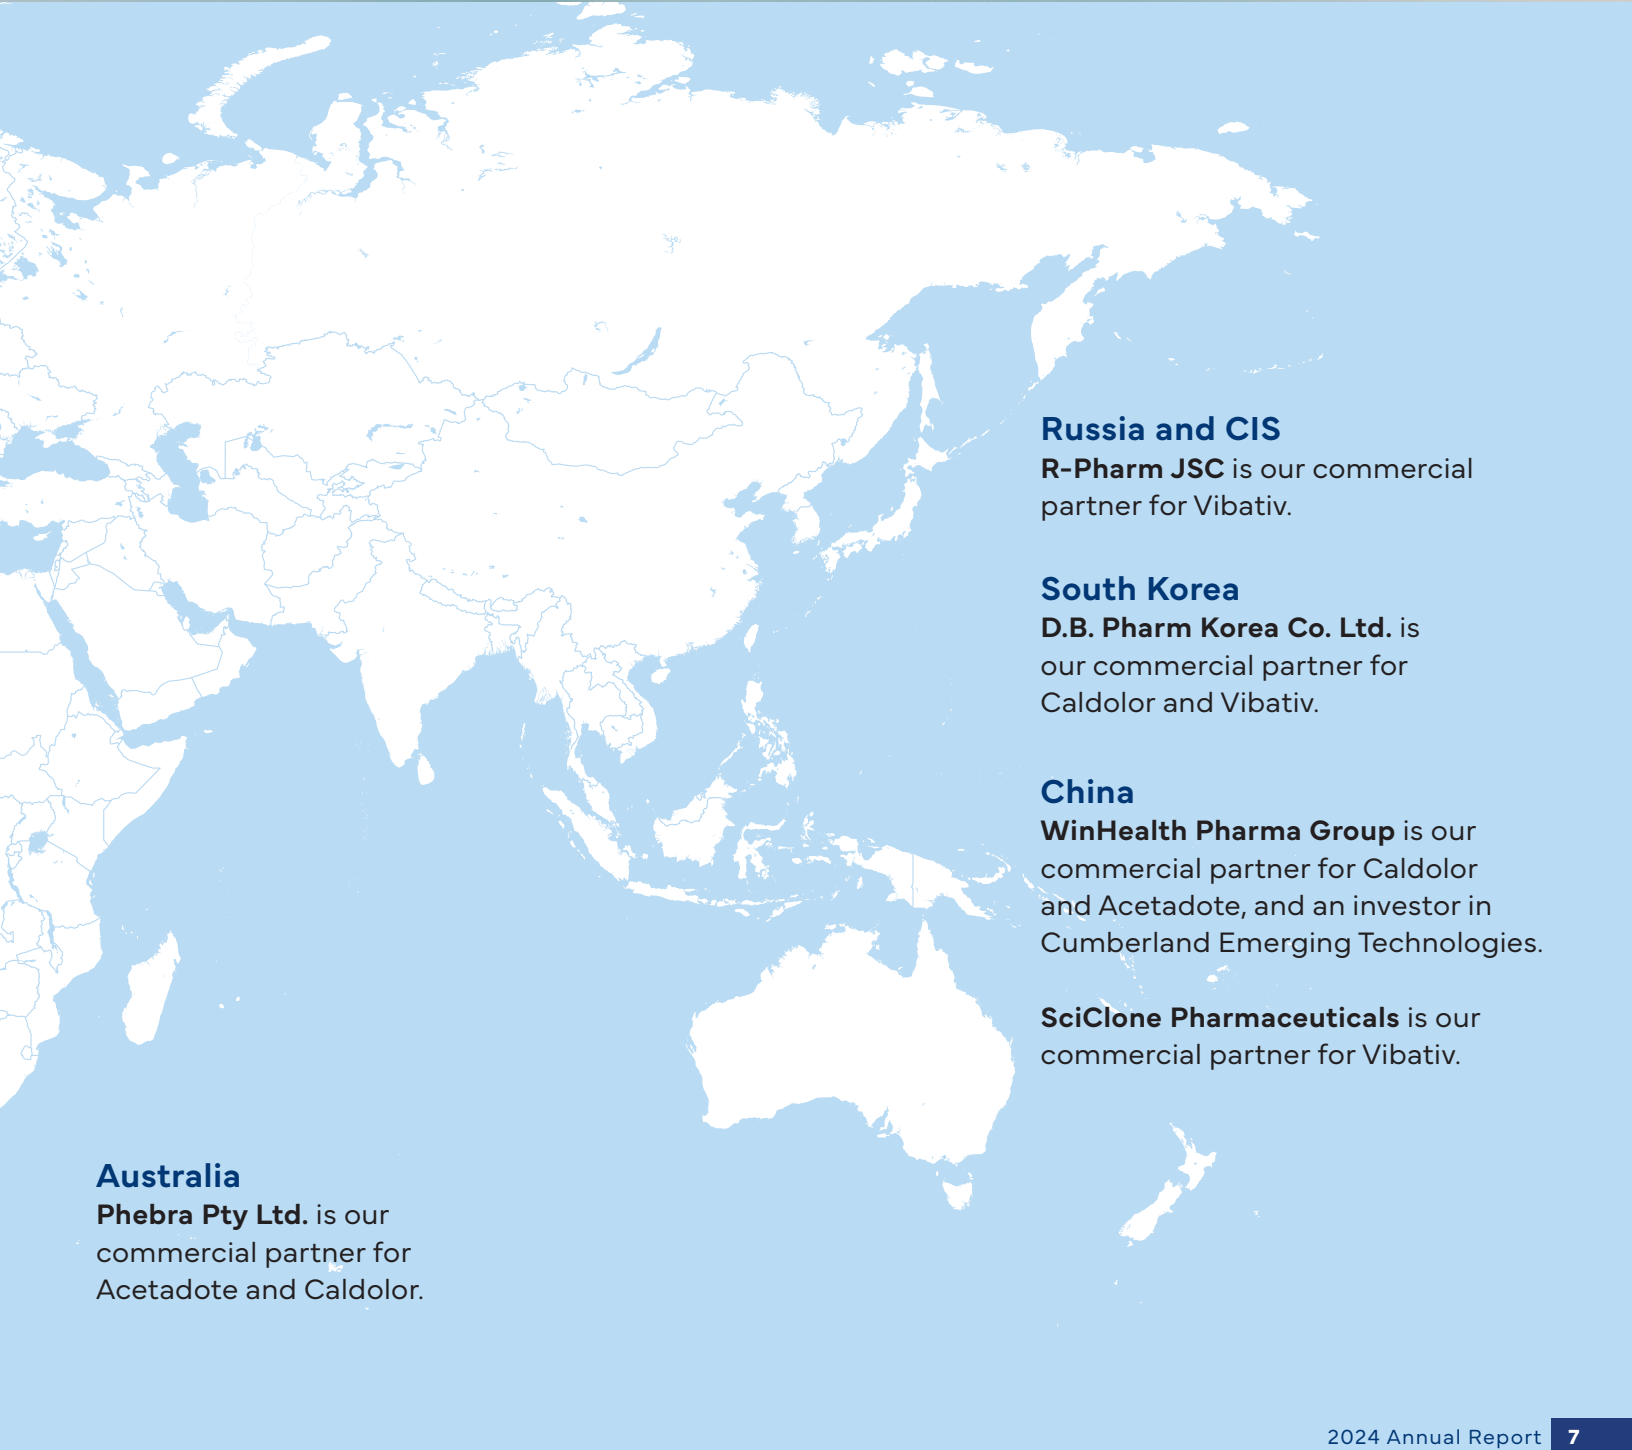 Russia and CIS
R-Pharm JSC is our commercial
partner for Vibativ.
South Korea
D.B. Pharm Korea Co. Ltd. is
our commercial partner for
Caldolor and Vibativ.
China
WinHealth Pharma Group is our
commercial partner for Caldolor
and Acetadote, and an investor in
Cumberland Emerging Technologies.
SciClone Pharmaceuticals is our
commercial partner for Vibativ.
Australia
Phebra Pty Ltd. is our
commercial partner for
Acetadote and Caldolor.
2024 Annual Report 7